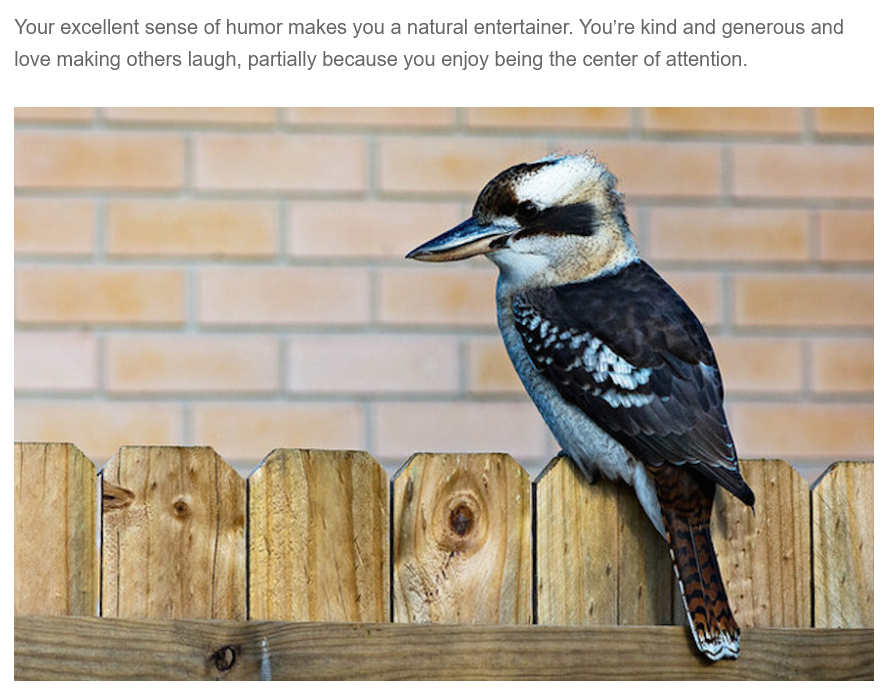 Your excellent sense of humor makes you a natural entertainer. You’re kind and generous and
love making others laugh, partially because you enjoy being the center of attention.